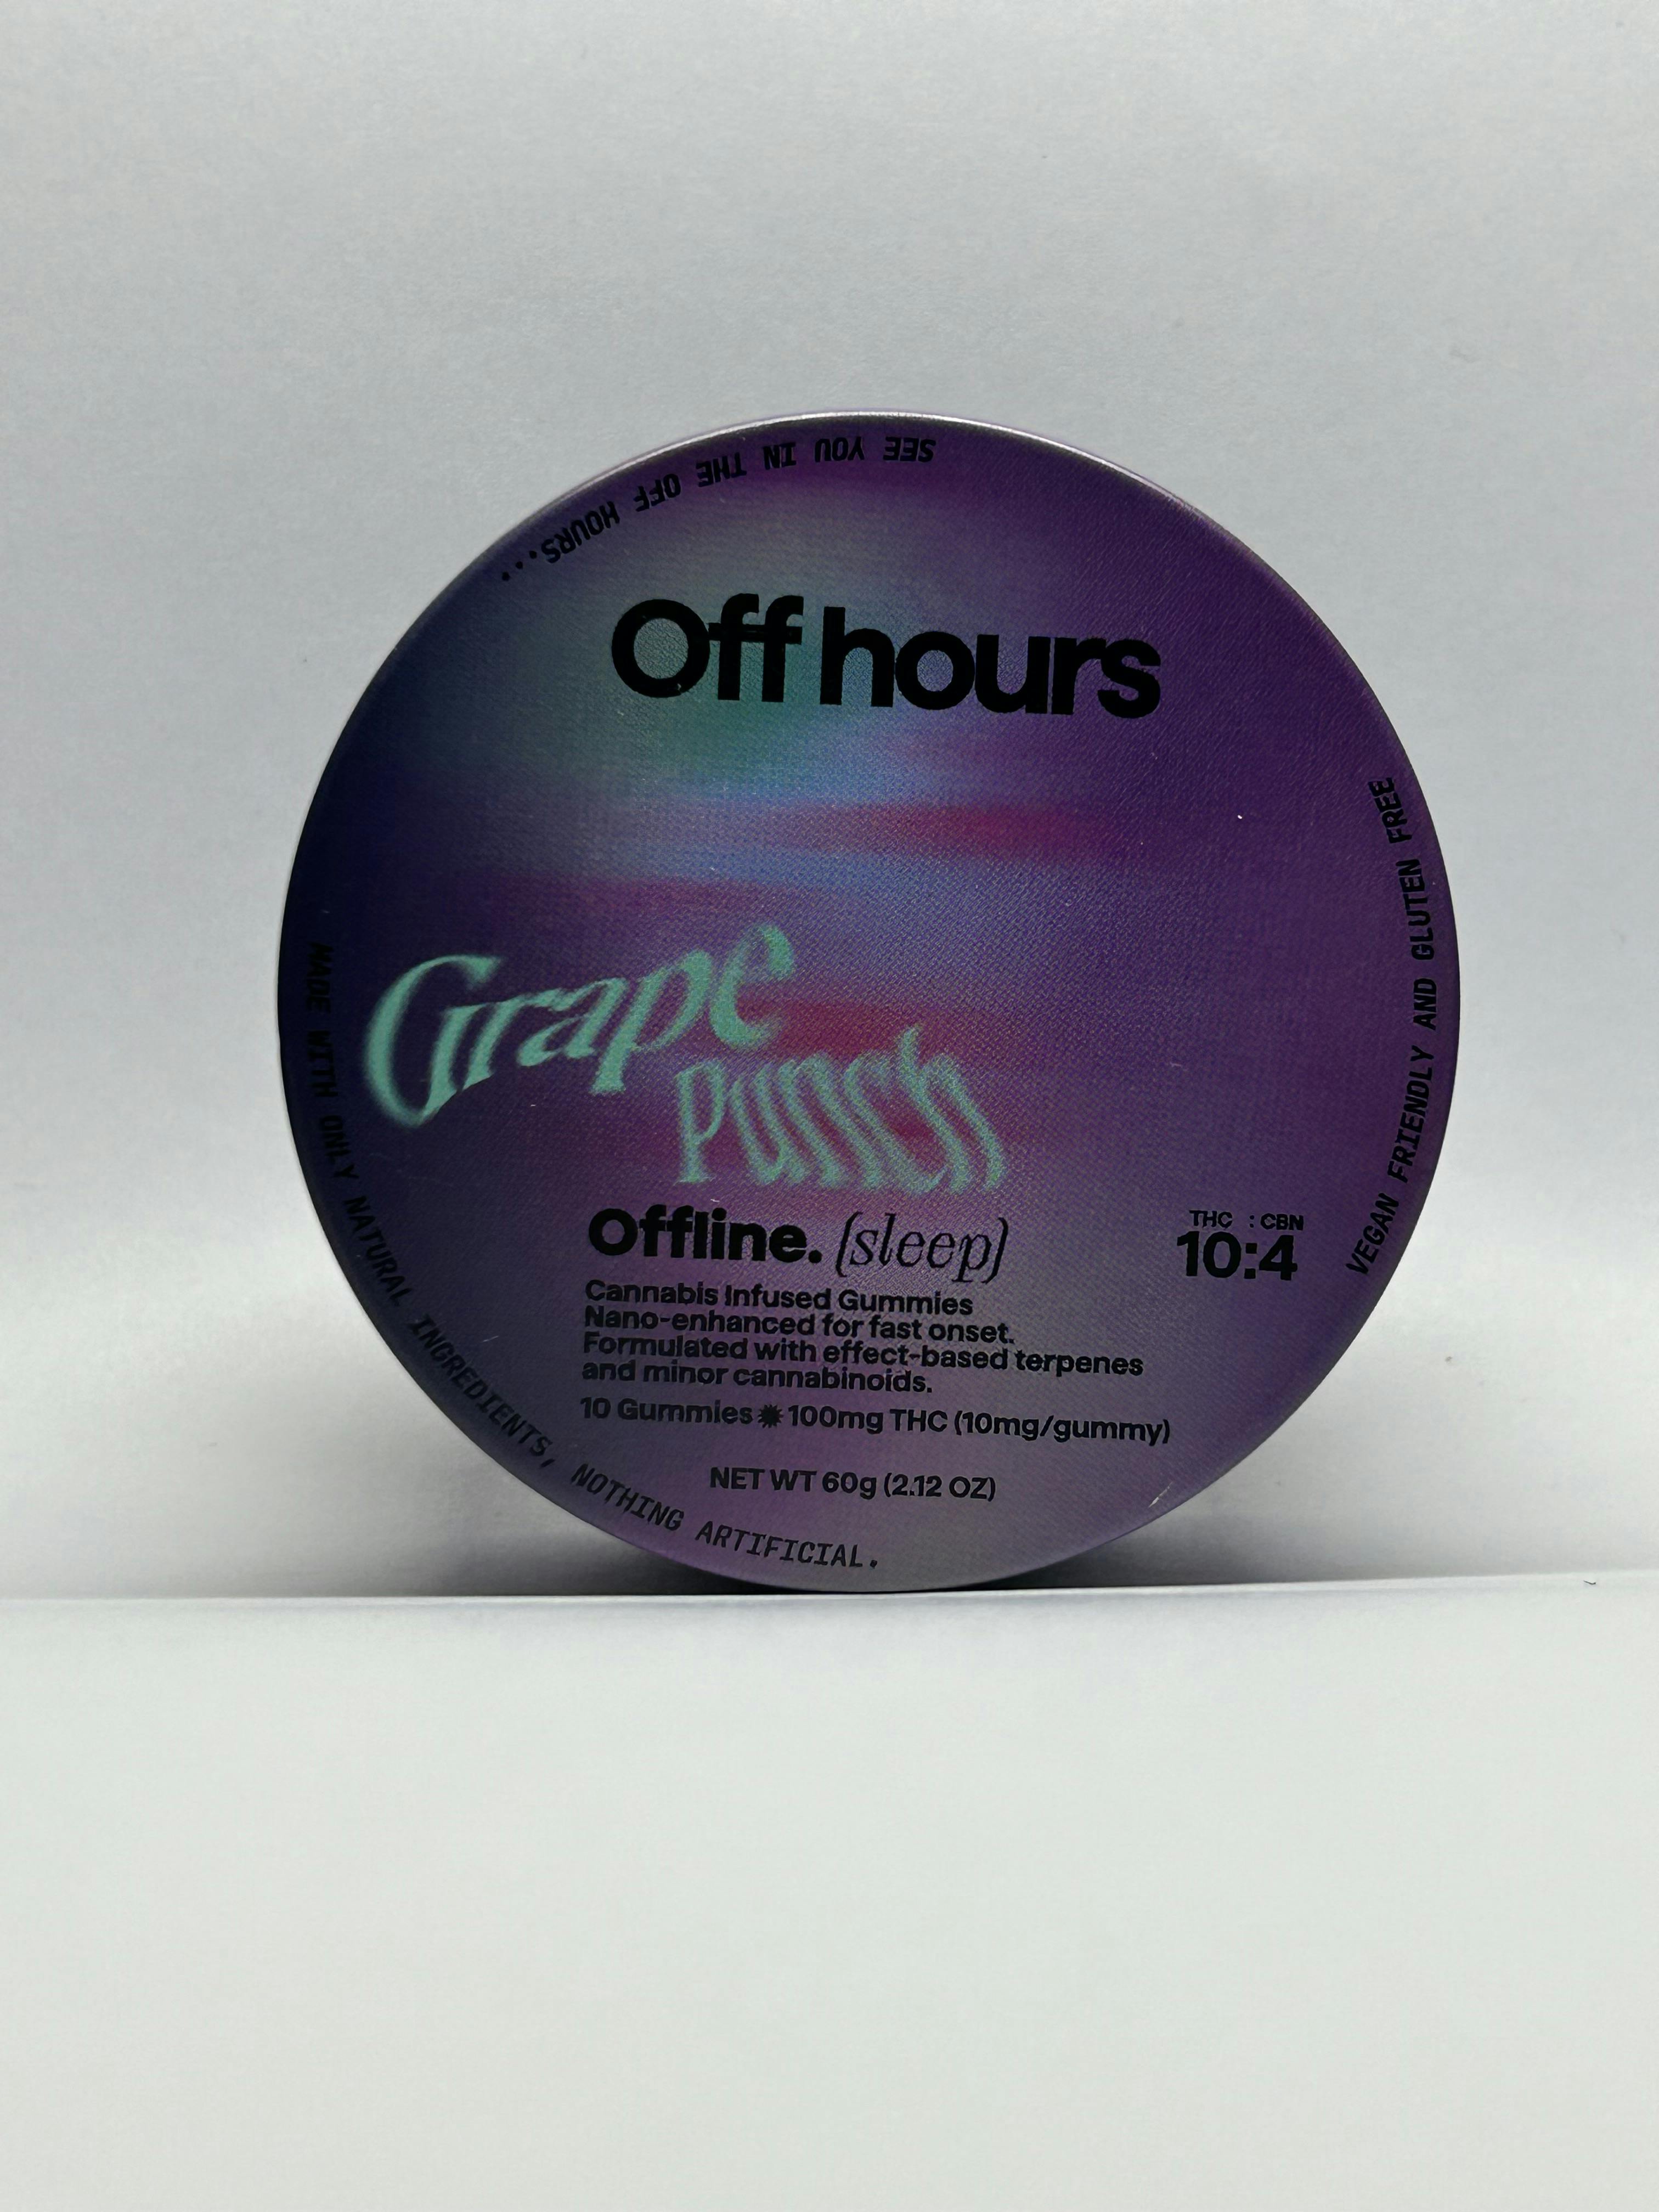 SEE YOU IN THE OFF HOURS...
Off hours
Grape
punch
Offline. (sleep)
THC : CBN
10:4
Cannabis Infused Gummies
Nano-enhanced for fast onset.
Formulated with effect-based terpenes
and minor cannabinoids.
10 Gummies✹100mg THC (10mg/gummy)
NET WT 60g (2.12 OZ)
MADE WITH ONLY NATURAL INGREDIENTS, NOTHING ARTIFICIAL.
VEGAN FRIENDLY AND GLUTEN FREE